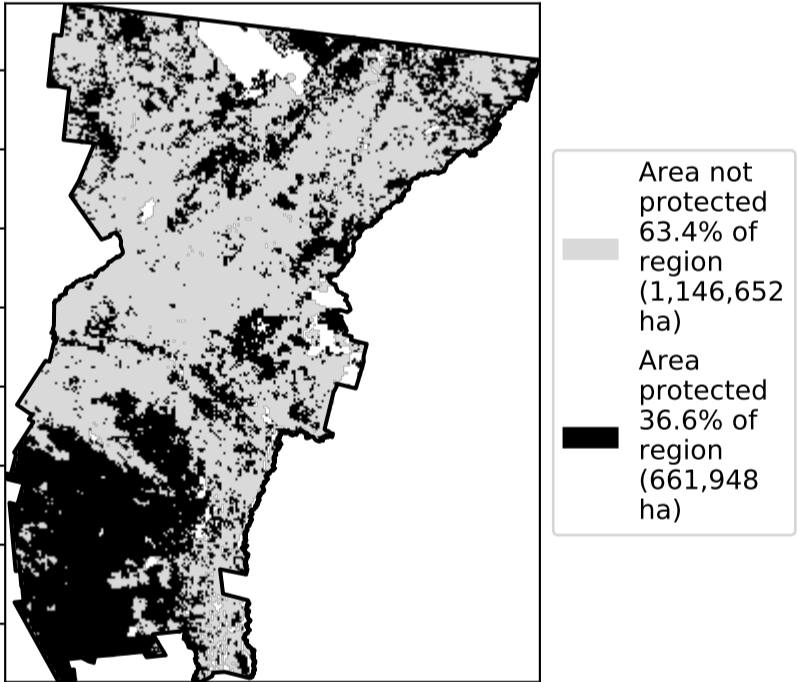 Area not
protected
63.4% of
region
(1,146,652
ha)
Area
protected
36.6% of
region
(661,948
ha)